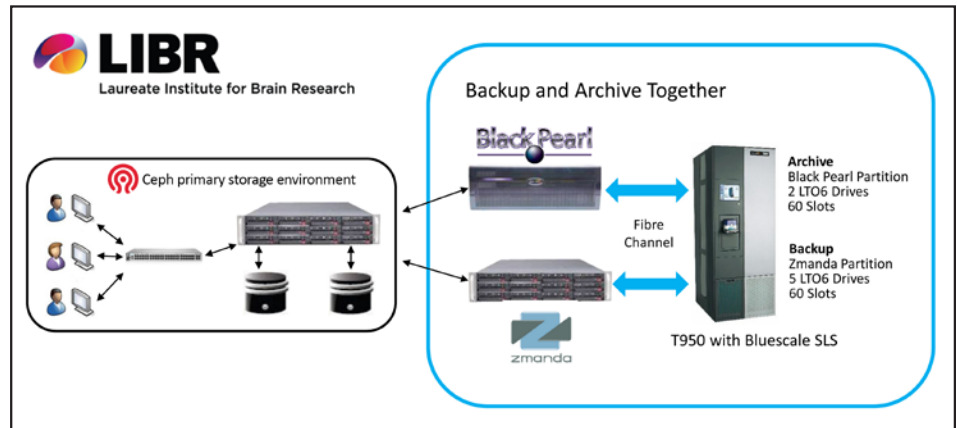 LIBR
Laureate Institute for Brain Research
Backup and Archive Together
Ceph primary storage environment
Black Pearl
Fibre
Channel
Archive
Black Pearl Partition
2 LTO6 Drives
60 Slots
Backup
Zmanda Partition
5 LTO6 Drives
60 Slots
Z
zmanda
T950 with Bluescale SLS